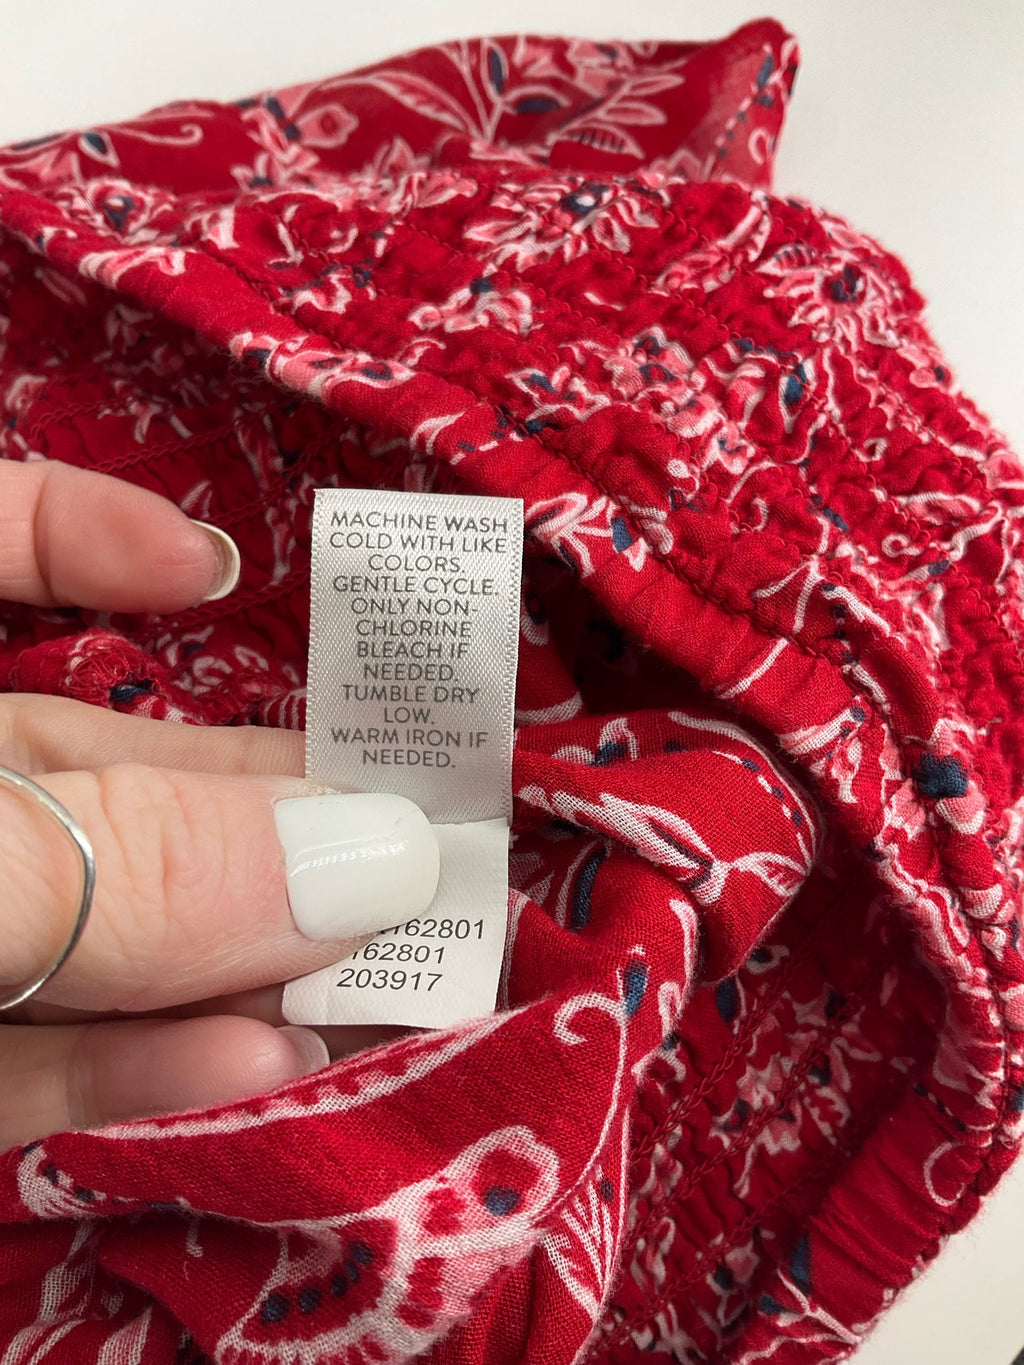 MACHINE WASH
COLD WITH LIKE
COLORS.
GENTLE CYCLE.
ONLY NON-
CHLORINE
BLEACH IF
NEEDED.
TUMBLE DRY
LOW.
WARM IRON IF
NEEDED.
162801
162801
203917